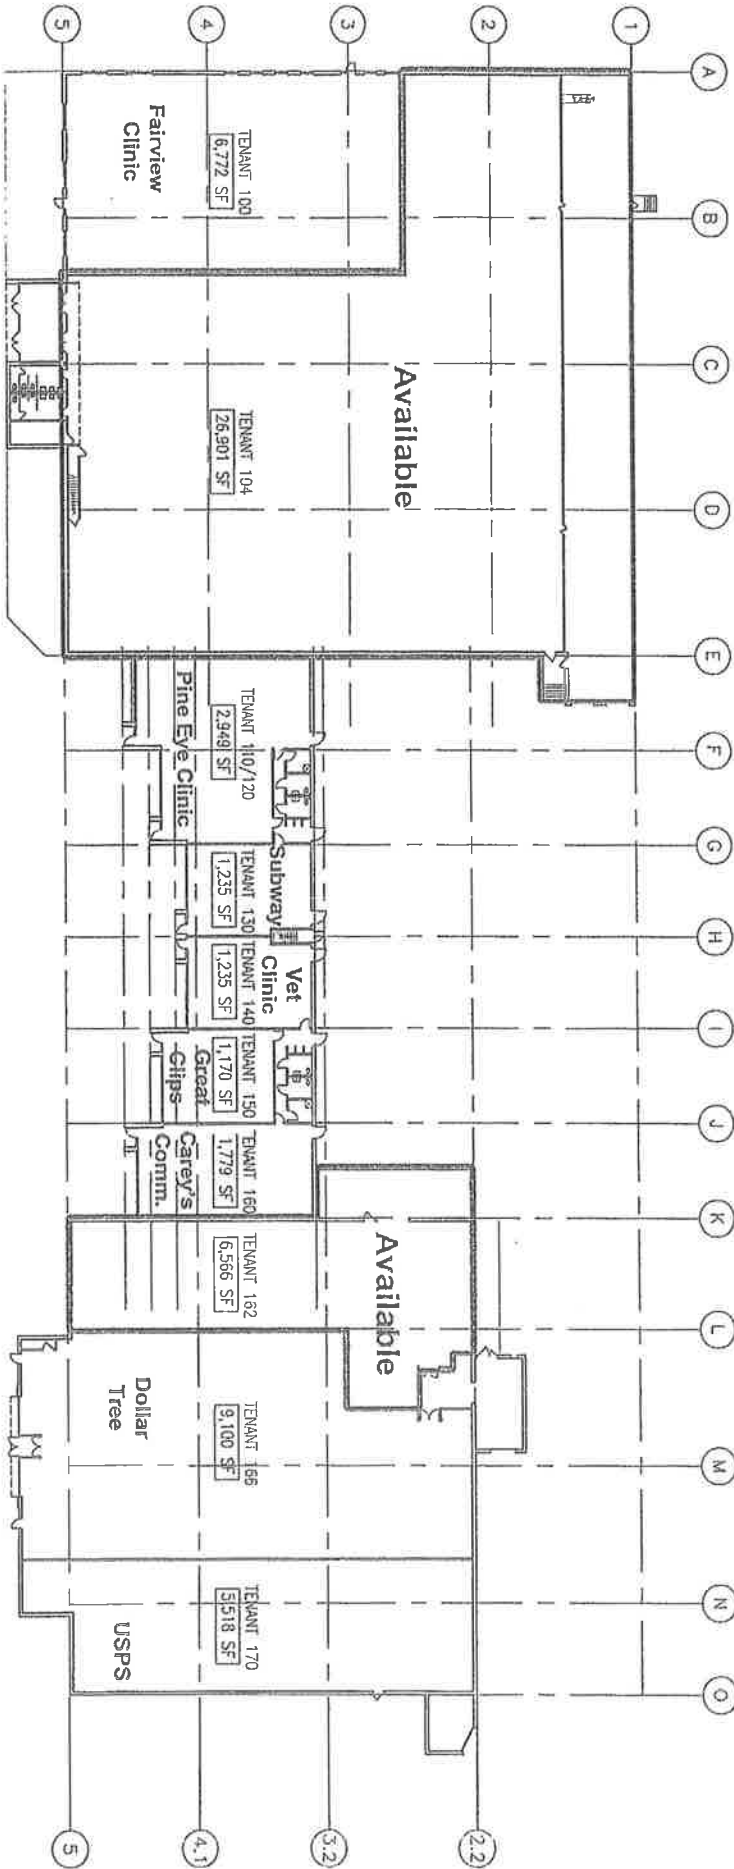 5
4
3
2
1
A
B
C
D
E
F
G
H
I
J
K
L
M
N
O
TENANT 100
6,772 SF
Fairview
Clinic
Available
TENANT 104
26,901 SF
TENANT 110/120
2,949 SF
Pine Eye Clinic
Subway
TENANT 130
1,235 SF
Vet
Clinic
TENANT 140
1,235 SF
TENANT 150
1,170 SF
Great
Clips
TENANT 160
1,779 SF
Carey's
Comm.
Available
TENANT 162
6,566 SF
TENANT 166
9,100 SF
Dollar
Tree
TENANT 170
5,518 SF
USPS
5
4.1
3.2
2.2